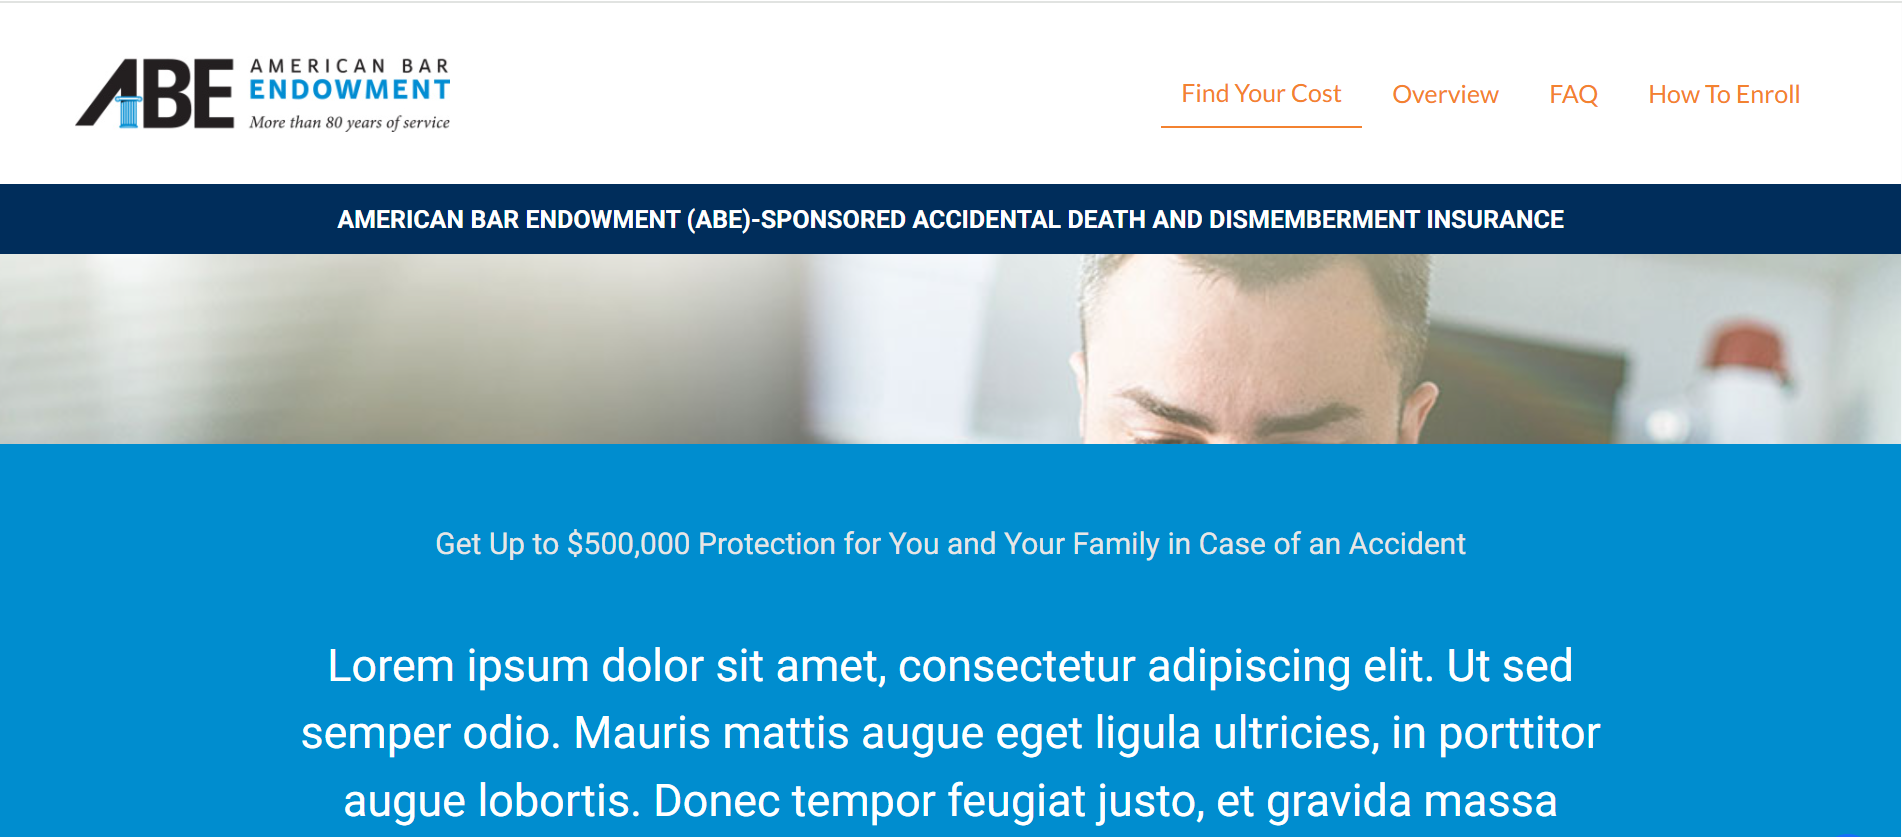 ABE
AMERICAN BAR
ENDOWMENT
More than 80 years of service
Find Your Cost
Overview
FAQ
How To Enroll
AMERICAN BAR ENDOWMENT (ABE)-SPONSORED ACCIDENTAL DEATH AND DISMEMBERMENT INSURANCE
Get Up to $500,000 Protection for You and Your Family in Case of an Accident
Lorem ipsum dolor sit amet, consectetur adipiscing elit. Ut sed
semper odio. Mauris mattis augue eget ligula ultricies, in porttitor
augue lobortis. Donec tempor feugiat justo, et gravida massa